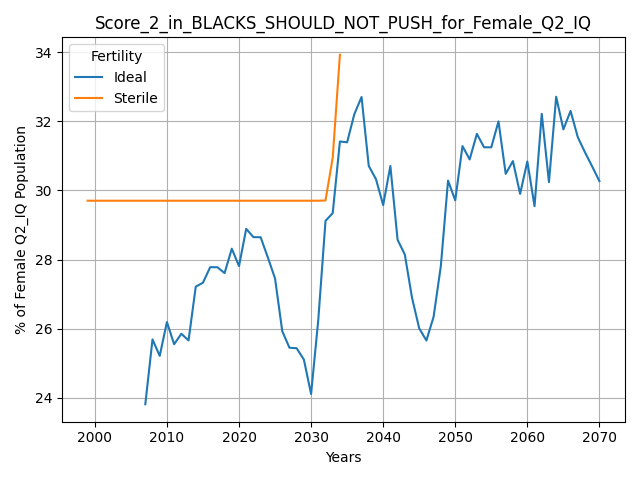 Score_2_in_BLACKS_SHOULD_NOT_PUSH_for_Female_Q2_IQ
Fertility
Ideal
Sterile
34
32
30
28
26
24
% of Female Q2_IQ Population
2000 2010 2020 2030 2040 2050 2060 2070
Years